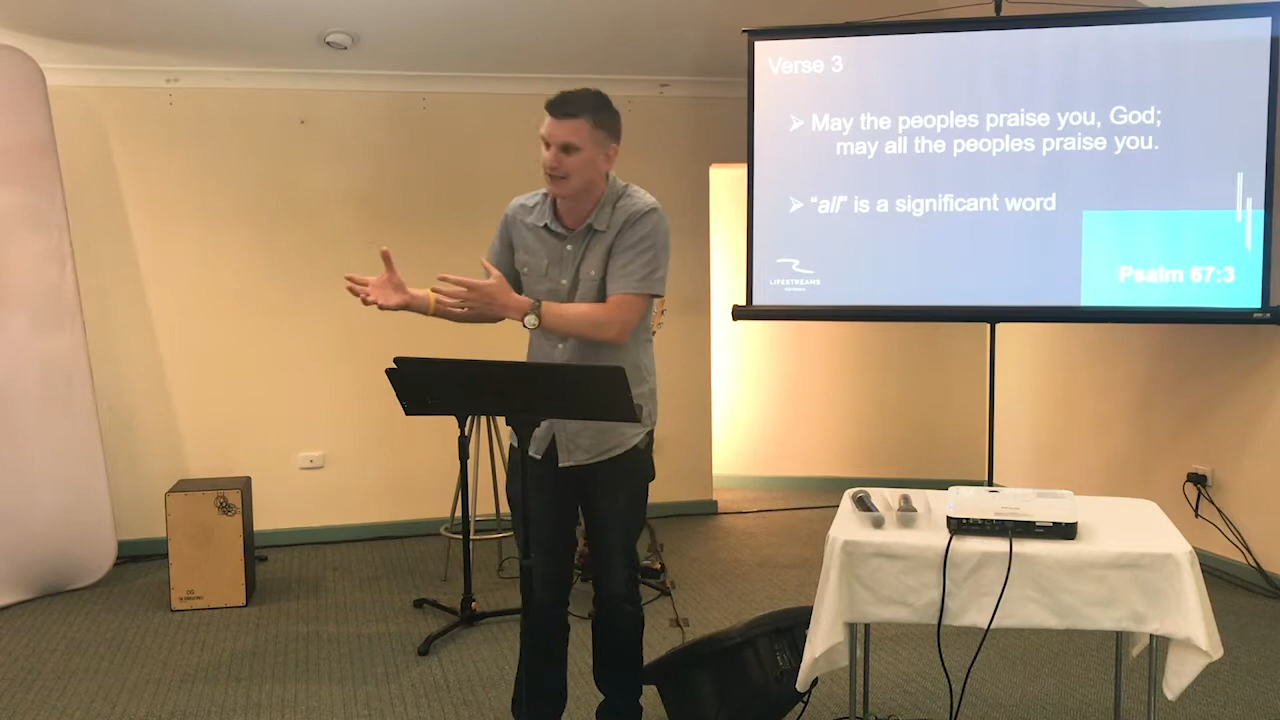 Verse 3
➢ May the peoples praise you, God;
may all the peoples praise you.
➢ “all” is a significant word
LIFESTREAMS
Psalm 67:3